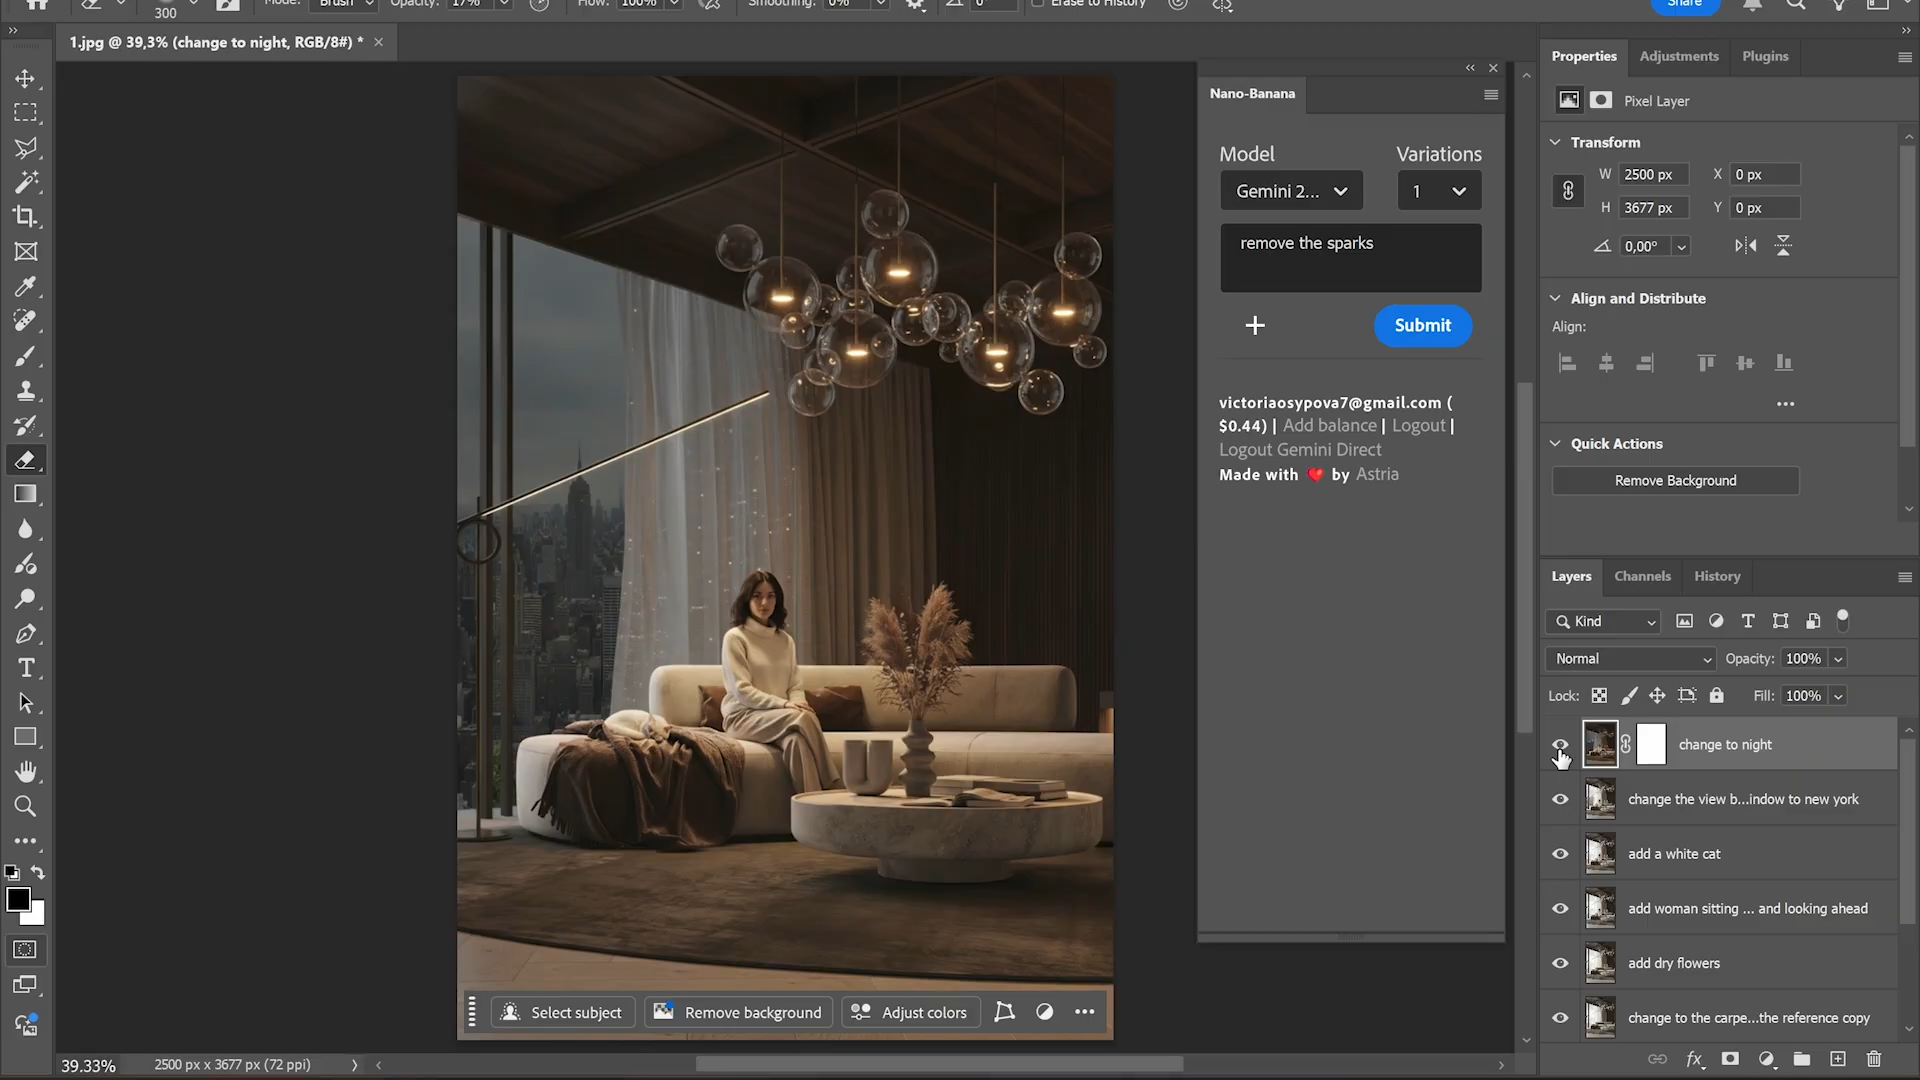 300
Mode:
Brush
Opacity:
17%
Flow:
100%
Smoothing:
0%
0°
Erase to History
Share
1.jpg @ 39,3% (change to night, RGB/8#) *
Nano-Banana
Model
Variations
Gemini 2...
1
remove the sparks
Submit
victoriaosypova7@gmail.com (
$0.44) | Add balance | Logout |
Logout Gemini Direct
Made with ❤️ by Astria
Select subject
Remove background
Adjust colors
39.33%
2500 px x 3677 px (72 ppi)
Properties
Adjustments
Plugins
Pixel Layer
Transform
W 2500 px X 0 px
H 3677 px Y 0 px
0,00°
Align and Distribute
Align:
Quick Actions
Remove Background
Layers
Channels
History
Kind
Normal
Opacity: 100%
Lock:
Fill: 100%
change to night
change the view b...indow to new york
add a white cat
add woman sitting ... and looking ahead
add dry flowers
change to the carpe...the reference copy
fx